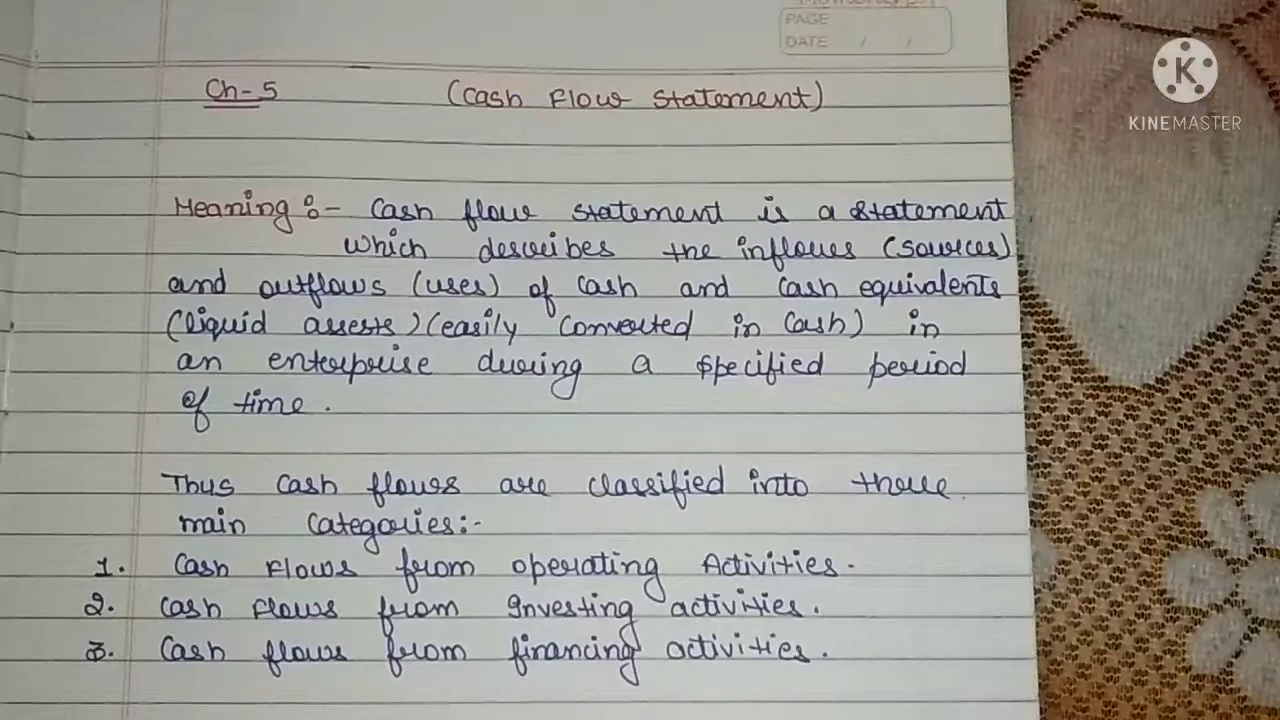 PAGE
DATE / /
KINEMASTER
Ch-5 (Cash Flow Statement)
Meaning :- Cash flow statement is a statement
which describes the inflows (sources)
and outflows (uses) of cash and cash equivalents
(liquid assests) (easily converted in cash) in
an enterprise during a specified period
of time.
Thus cash flows are classified into three
main categories:-
1. Cash Flows from operating Activities.
2. Cash Flows from Investing activities.
3. Cash flows from financing activities.